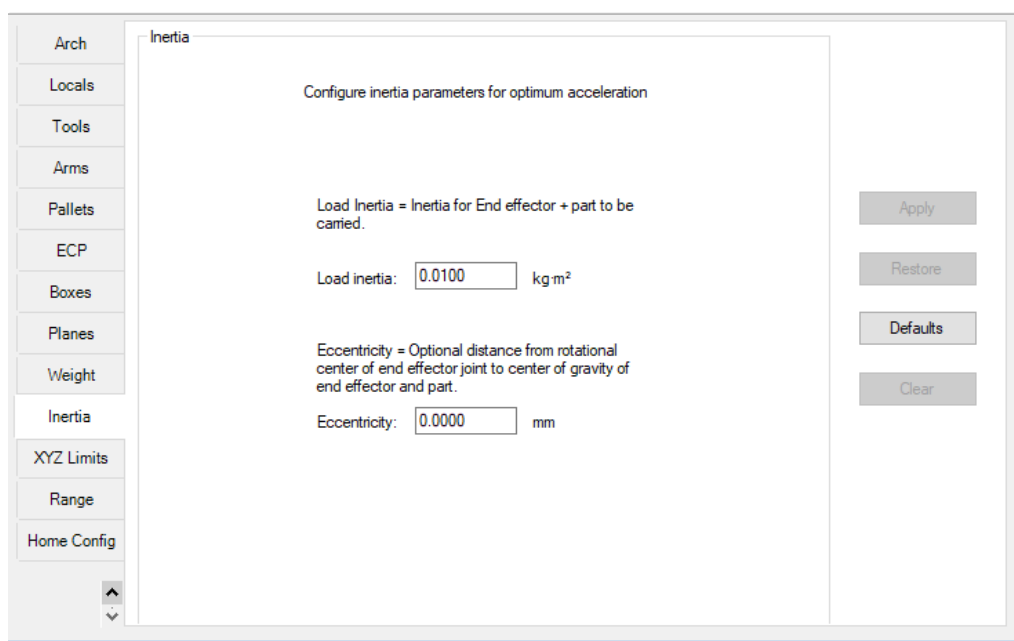 Arch
Locals
Tools
Arms
Pallets
ECP
Boxes
Planes
Weight
Inertia
XYZ Limits
Range
Home Config
Inertia
Configure inertia parameters for optimum acceleration
Load Inertia = Inertia for End effector + part to be
carried.
Load inertia: 0.0100 kg·m²
Eccentricity = Optional distance from rotational
center of end effector joint to center of gravity of
end effector and part.
Eccentricity: 0.0000 mm
Apply
Restore
Defaults
Clear